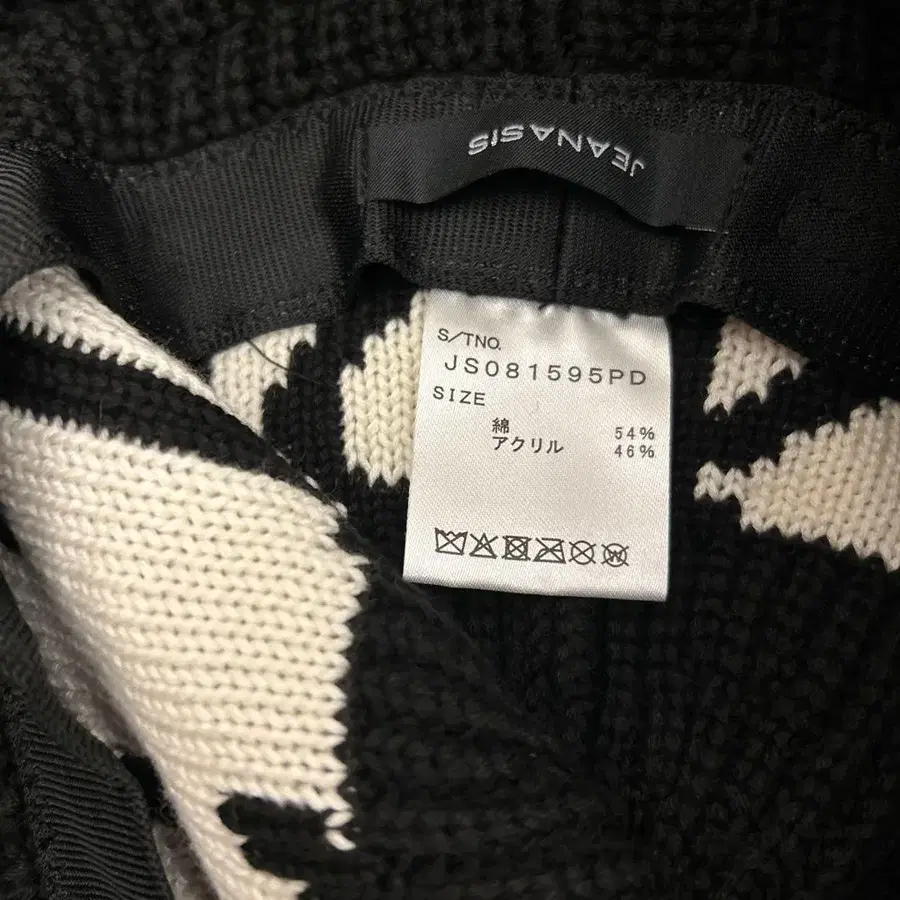 JEANASIS
S/TNO.
JS081595PD
SIZE
綿 54%
アクリル 46%
W